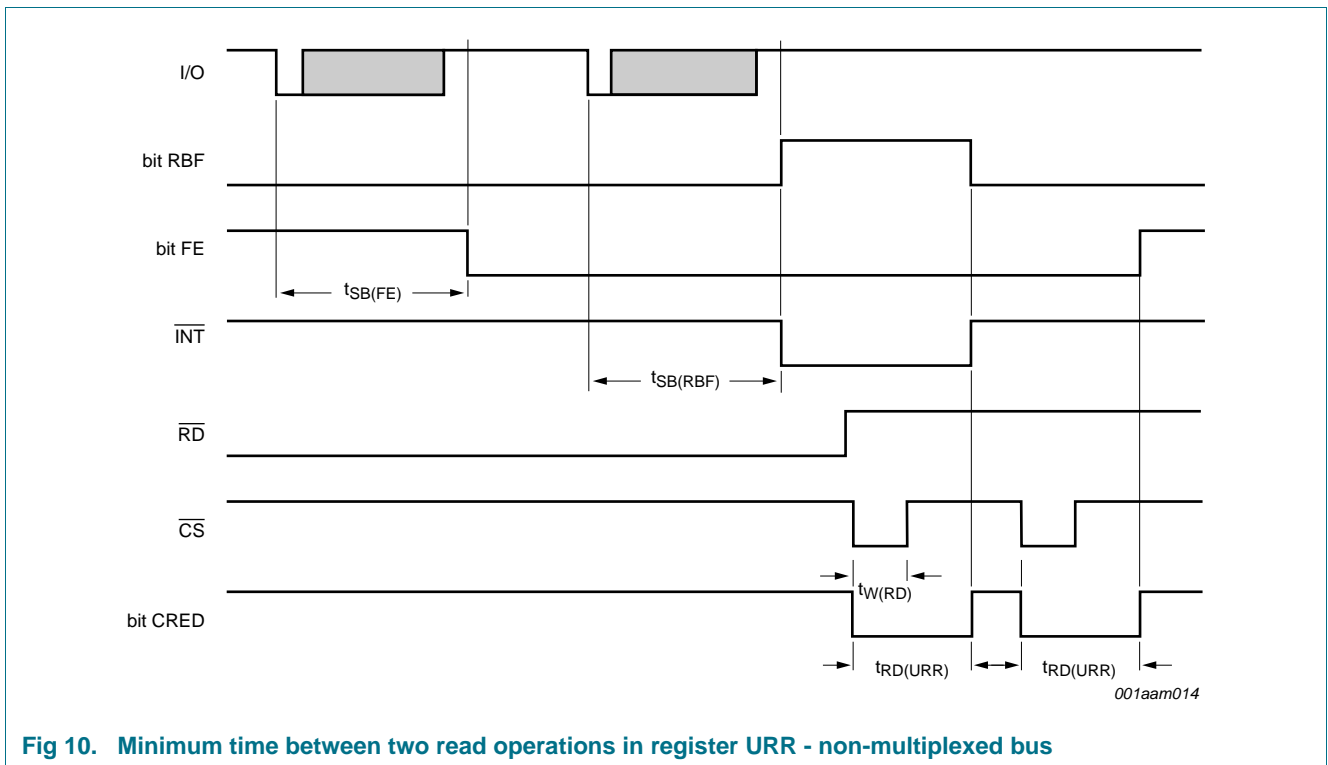 I/O
bit RBF
bit FE
tSB(FE)
INT
tSB(RBF)
RD
CS
tW(RD)
bit CRED
tRD(URR)
tRD(URR)
001aam014
Fig 10. Minimum time between two read operations in register URR - non-multiplexed bus